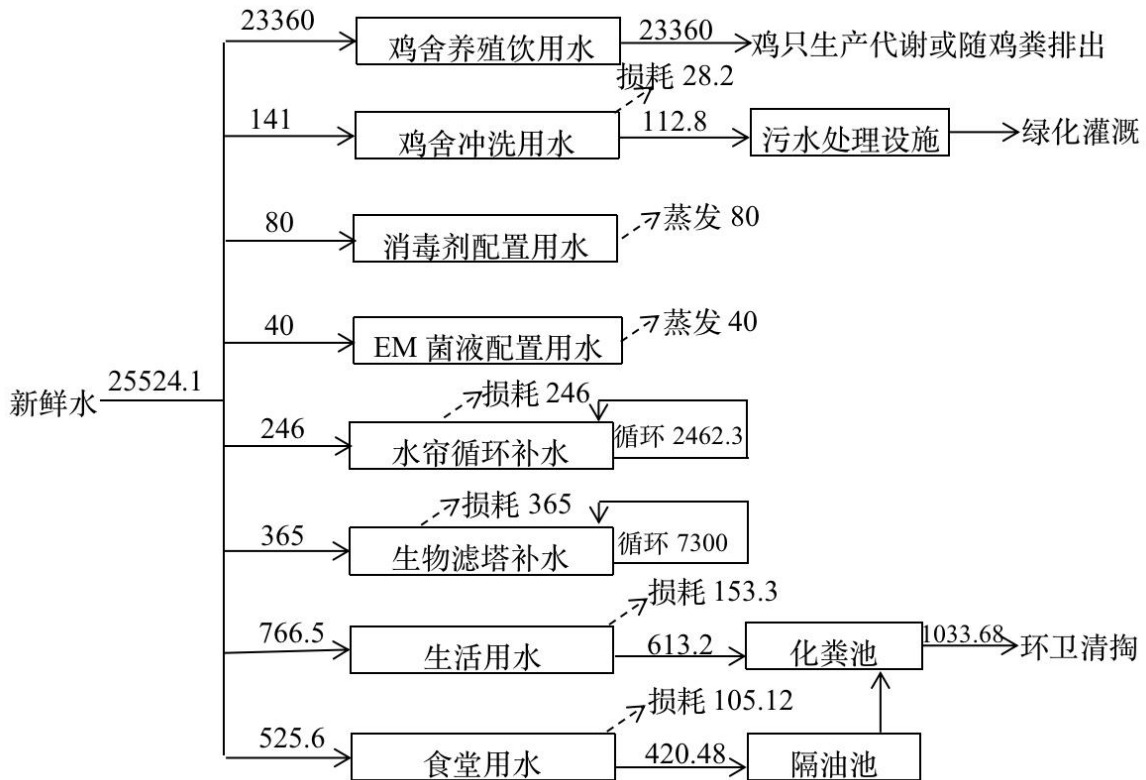 23360
鸡舍养殖饮用水
23360
鸡只生产代谢或随鸡粪排出
损耗 28.2
141
鸡舍冲洗用水
112.8
污水处理设施
绿化灌溉
80
消毒剂配置用水
蒸发 80
40
EM 菌液配置用水
蒸发 40
新鲜水
25524.1
损耗 246
246
水帘循环补水
循环 2462.3
损耗 365
365
生物滤塔补水
循环 7300
损耗 153.3
766.5
生活用水
613.2
化粪池
1033.68
环卫清掏
损耗 105.12
525.6
食堂用水
420.48
隔油池